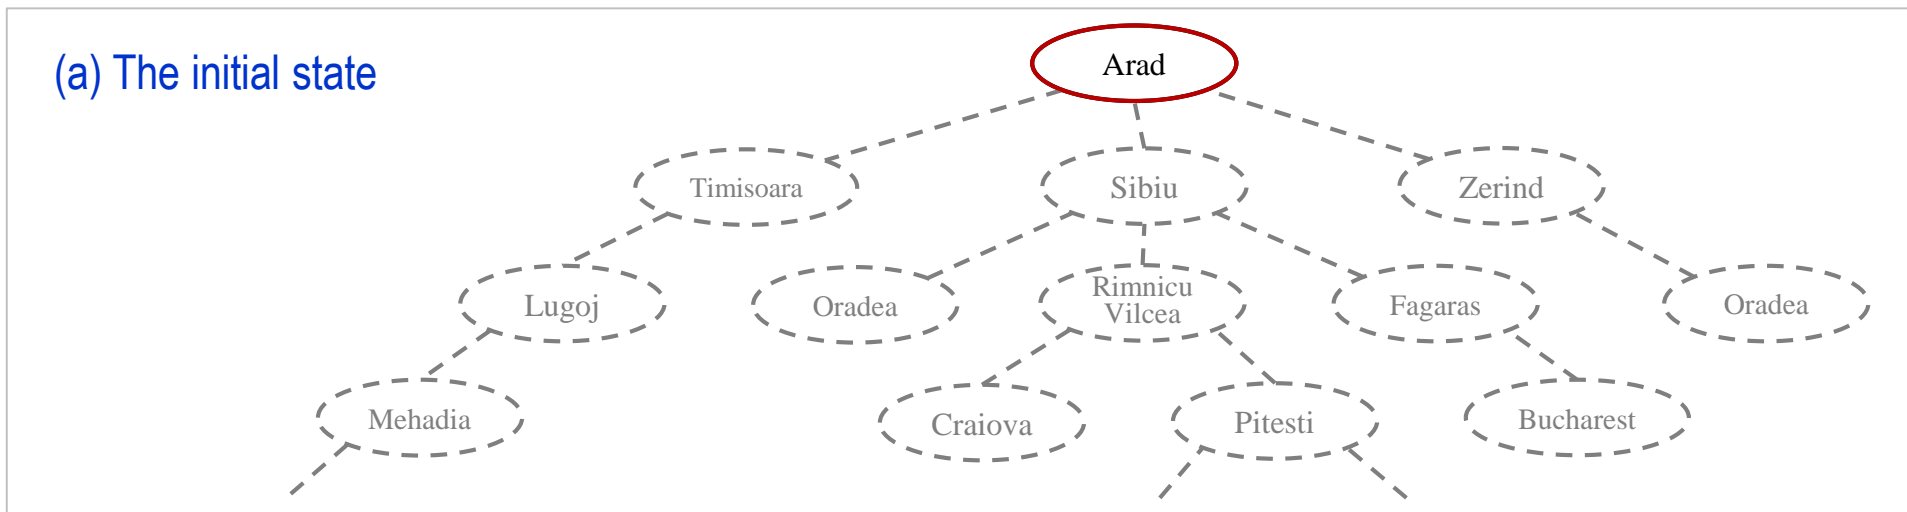 (a) The initial state
Arad
Timisoara
Sibiu
Zerind
Lugoj
Oradea
Rimnicu
Vilcea
Fagaras
Oradea
Mehadia
Craiova
Pitesti
Bucharest